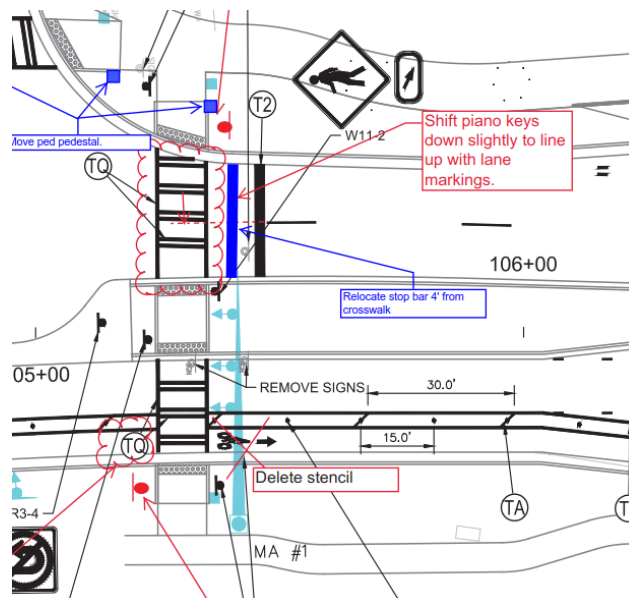 T2
W11-2
Shift piano keys
down slightly to line
up with lane
markings.
Move ped pedestal.
TQ
106+00
Relocate stop bar 4' from
crosswalk
05+00
REMOVE SIGNS
30.0'
15.0'
TQ
TA
T
Delete stencil
R3-4
MA #1